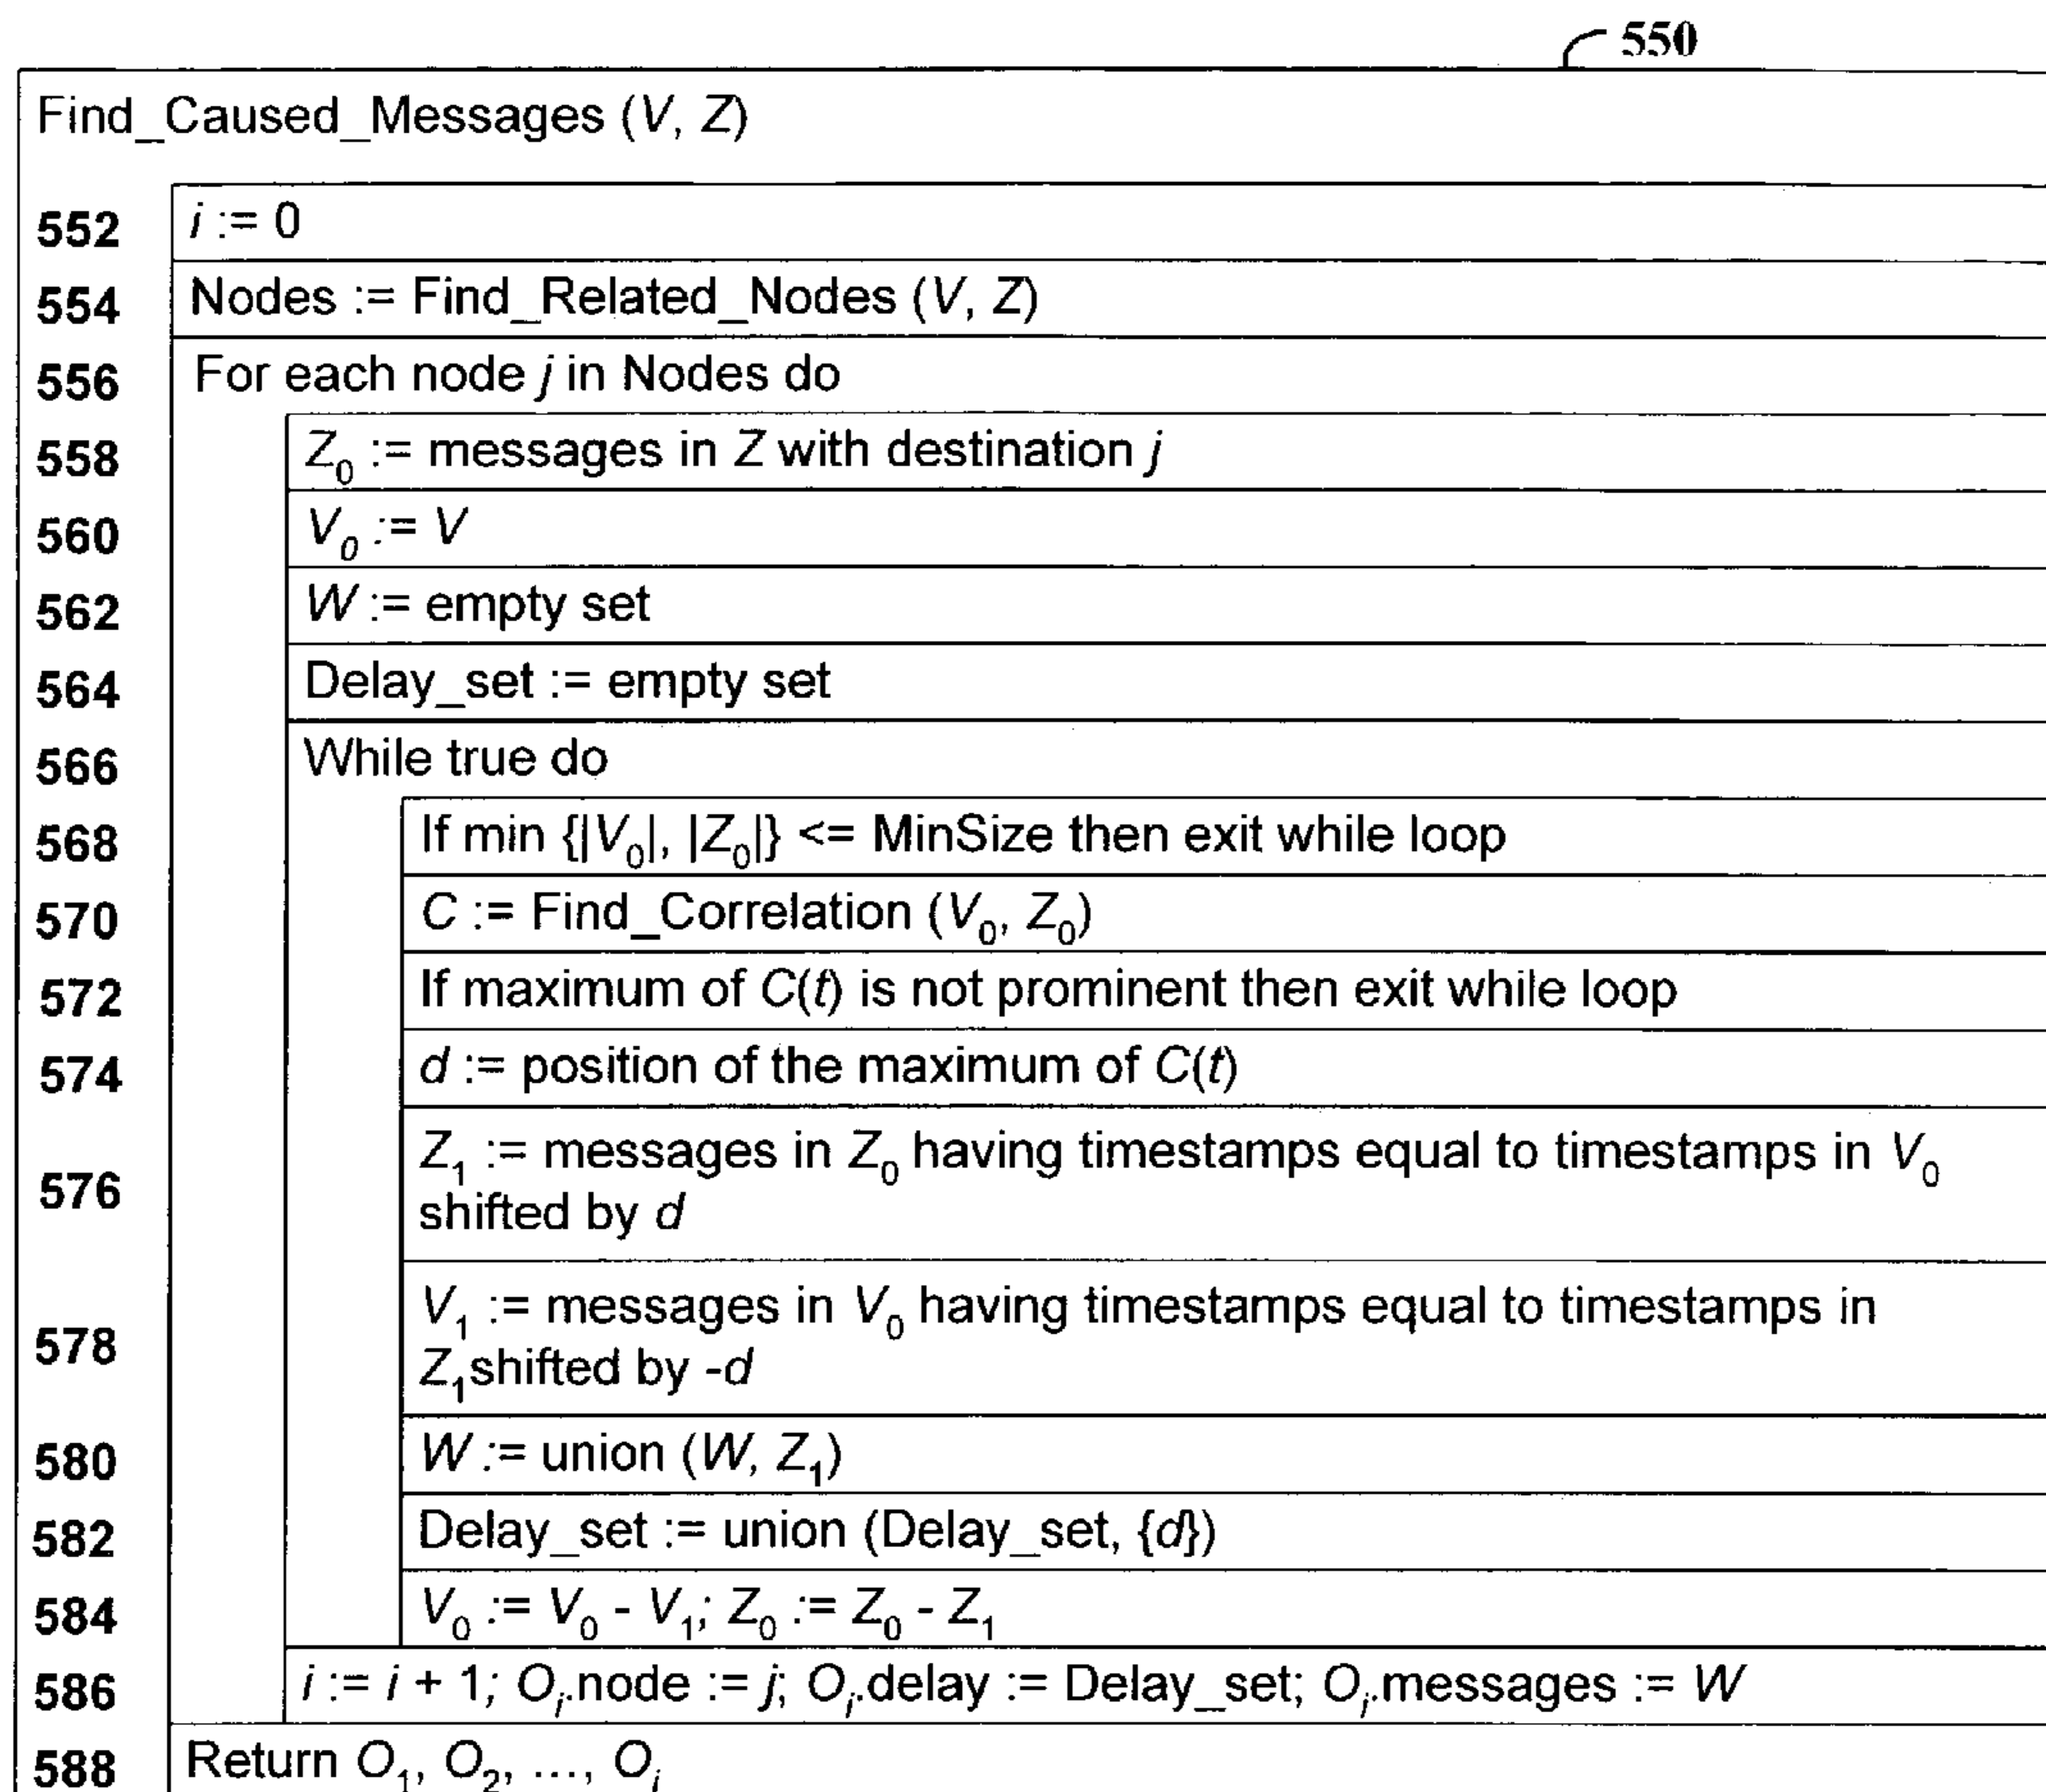 550
Find_Caused_Messages (V, Z)
552 i := 0
554 Nodes := Find_Related_Nodes (V, Z)
556 For each node j in Nodes do
558 Z₀ := messages in Z with destination j
560 V₀ := V
562 W := empty set
564 Delay_set := empty set
566 While true do
568 If min {|V₀|, |Z₀|} <= MinSize then exit while loop
570 C := Find_Correlation (V₀, Z₀)
572 If maximum of C(t) is not prominent then exit while loop
574 d := position of the maximum of C(t)
576 Z₁ := messages in Z₀ having timestamps equal to timestamps in V₀
shifted by d
578 V₁ := messages in V₀ having timestamps equal to timestamps in
Z₁ shifted by -d
580 W := union (W, Z₁)
582 Delay_set := union (Delay_set, {d})
584 V₀ := V₀ - V₁; Z₀ := Z₀ - Z₁
586 i := i + 1; Oᵢ.node := j; Oᵢ.delay := Delay_set; Oᵢ.messages := W
588 Return O₁, O₂, ..., Oᵢ